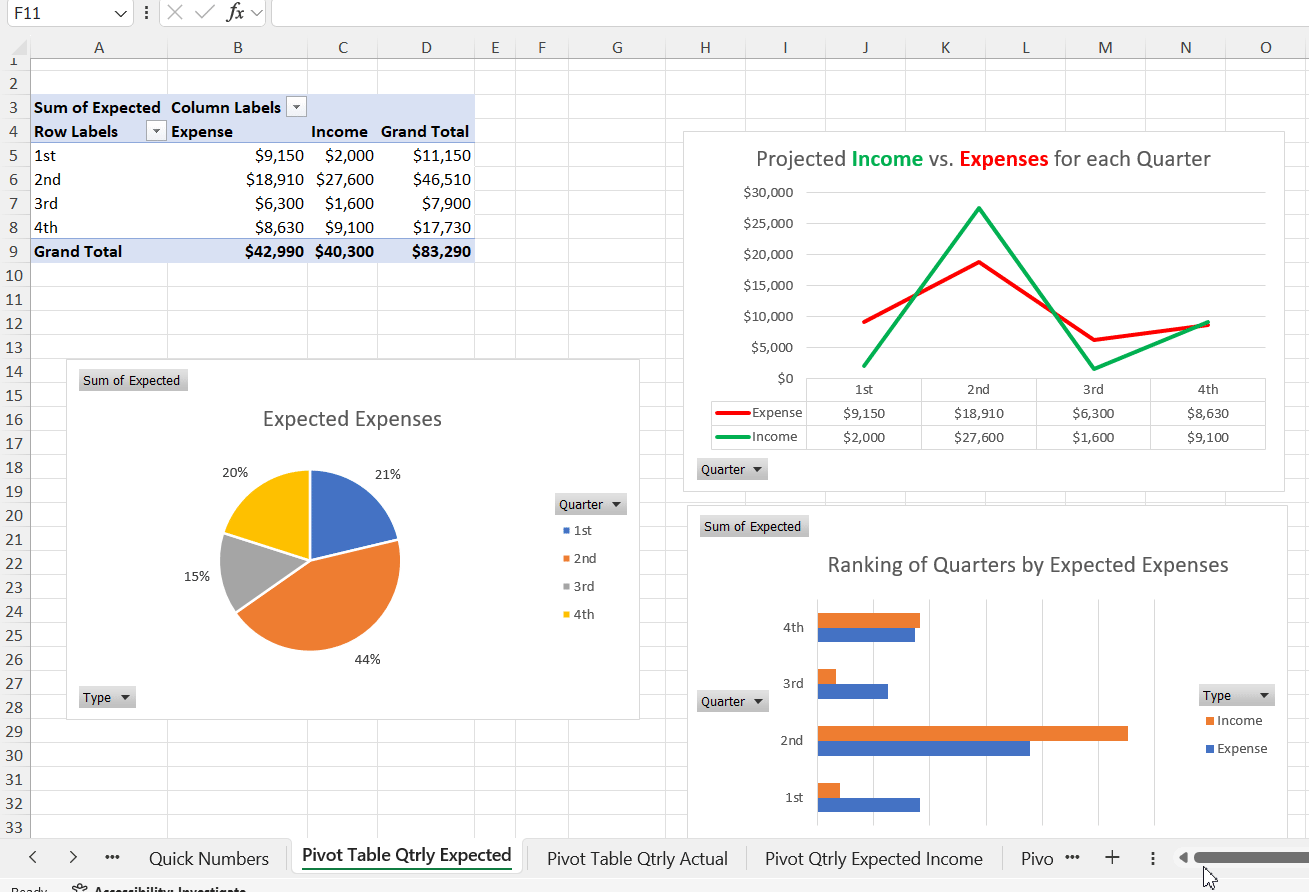 F11
fx
A B C D E F G H I J K L M N O
1
2
3 Sum of Expected Column Labels
4 Row Labels Expense Income Grand Total
5 1st $9,150 $2,000 $11,150
6 2nd $18,910 $27,600 $46,510
7 3rd $6,300 $1,600 $7,900
8 4th $8,630 $9,100 $17,730
9 Grand Total $42,990 $40,300 $83,290
10
11
12
13
14
15
16
17
18
19
20
21
22
23
24
25
26
27
28
29
30
31
32
33
Projected Income vs. Expenses for each Quarter
$30,000
$25,000
$20,000
$15,000
$10,000
$5,000
$0
1st 2nd 3rd 4th
Expense $9,150 $18,910 $6,300 $8,630
Income $2,000 $27,600 $1,600 $9,100
Quarter
Sum of Expected
Expected Expenses
20% 21%
15%
44%
Quarter
1st
2nd
3rd
4th
Type
Sum of Expected
Ranking of Quarters by Expected Expenses
4th
3rd
2nd
1st
Quarter
Type
Income
Expense
Quick Numbers Pivot Table Qtrly Expected Pivot Table Qtrly Actual Pivot Qtrly Expected Income Pivo
Ready Accessibility: Investigate